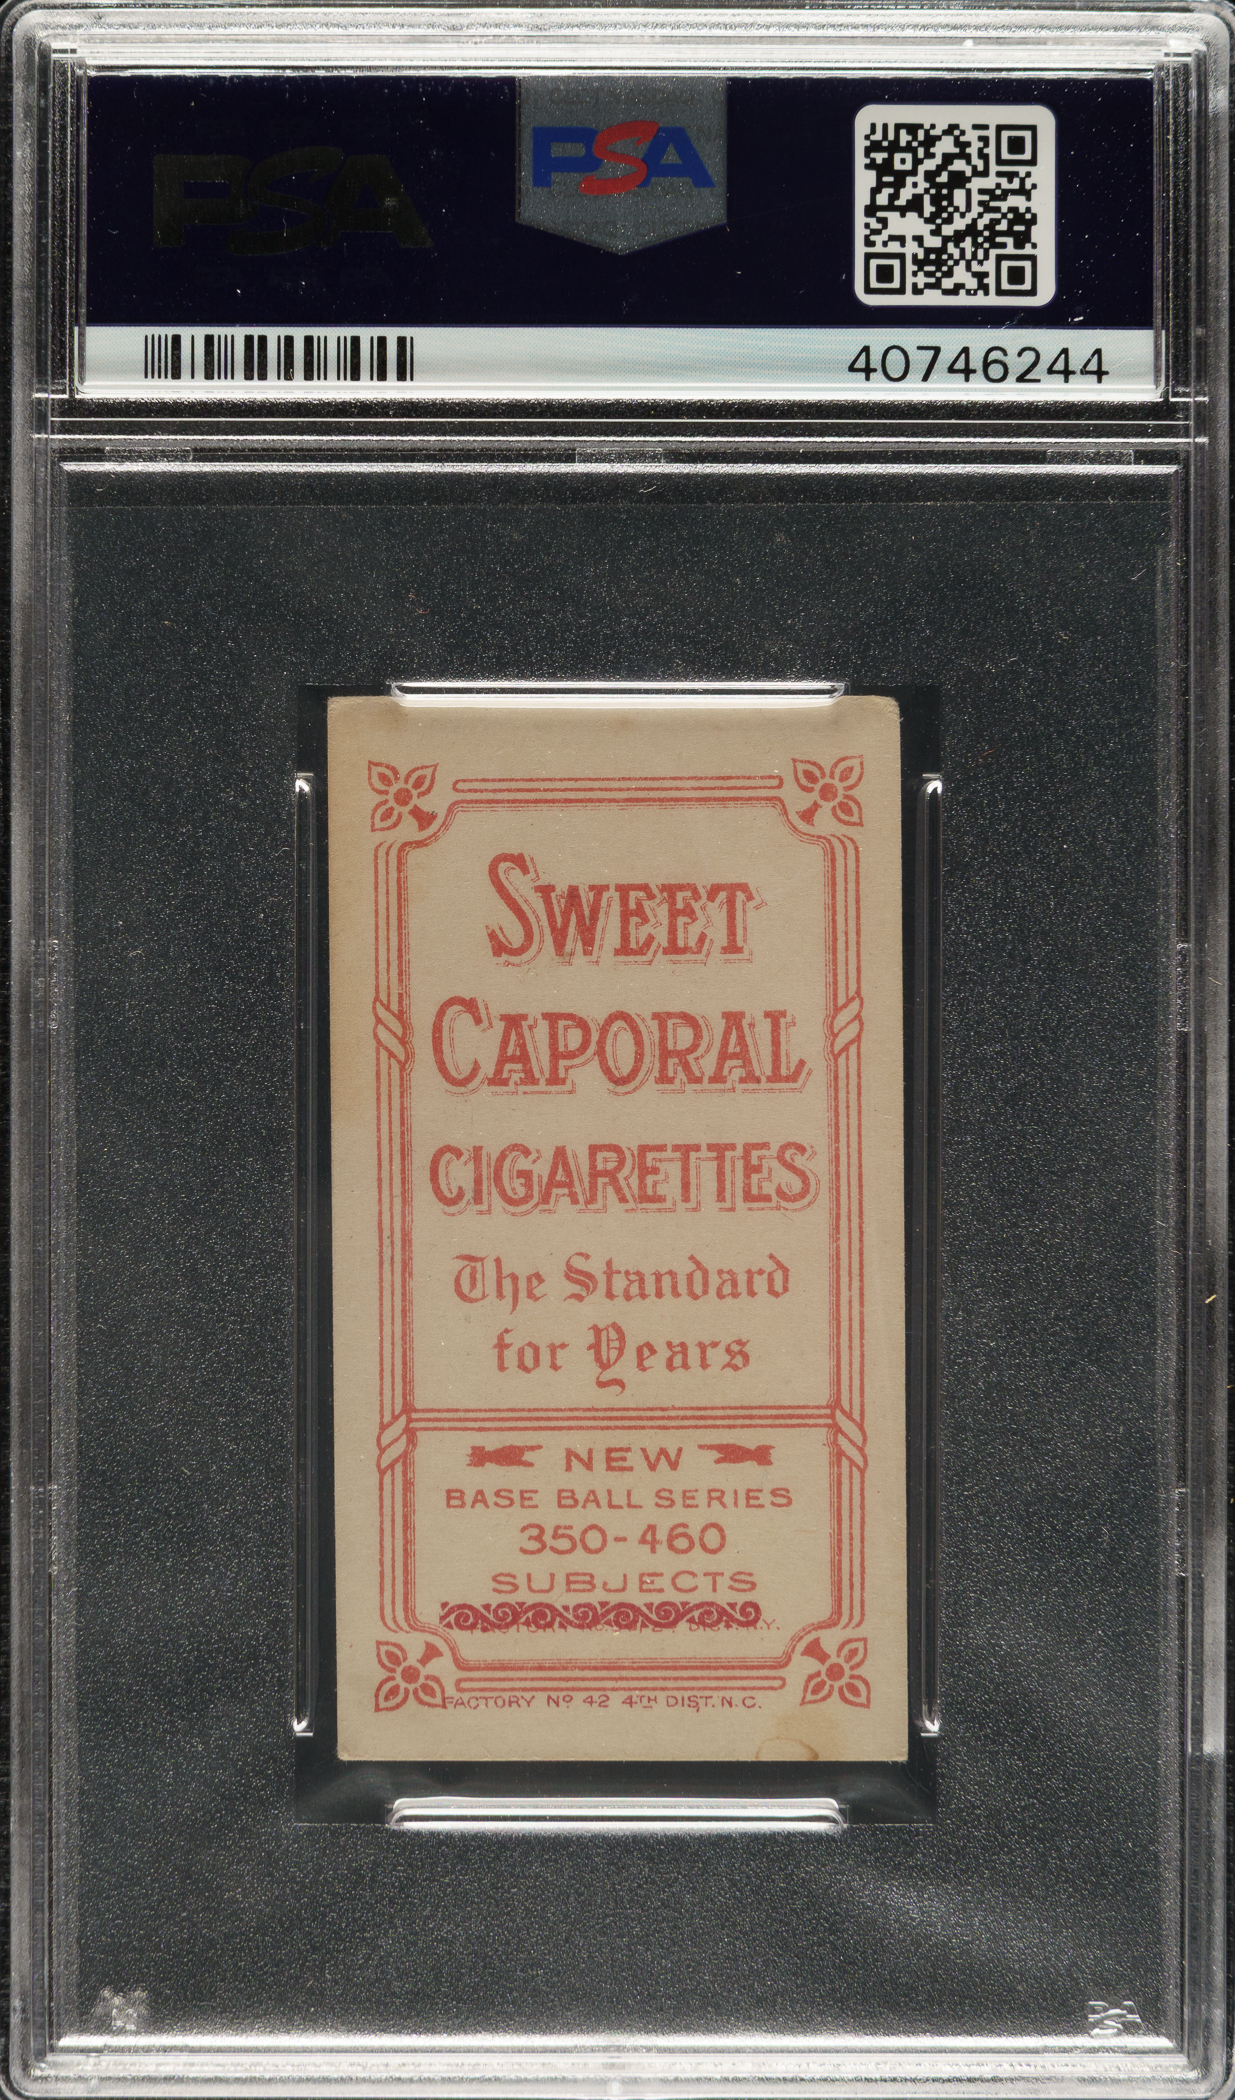 PSA
PSA
40746244
SWEET
CAPORAL
CIGARETTES
The Standard
for Years
NEW
BASE BALL SERIES
350-460
SUBJECTS
FACTORY Nº 42 4TH DIST. N.C.
PSA